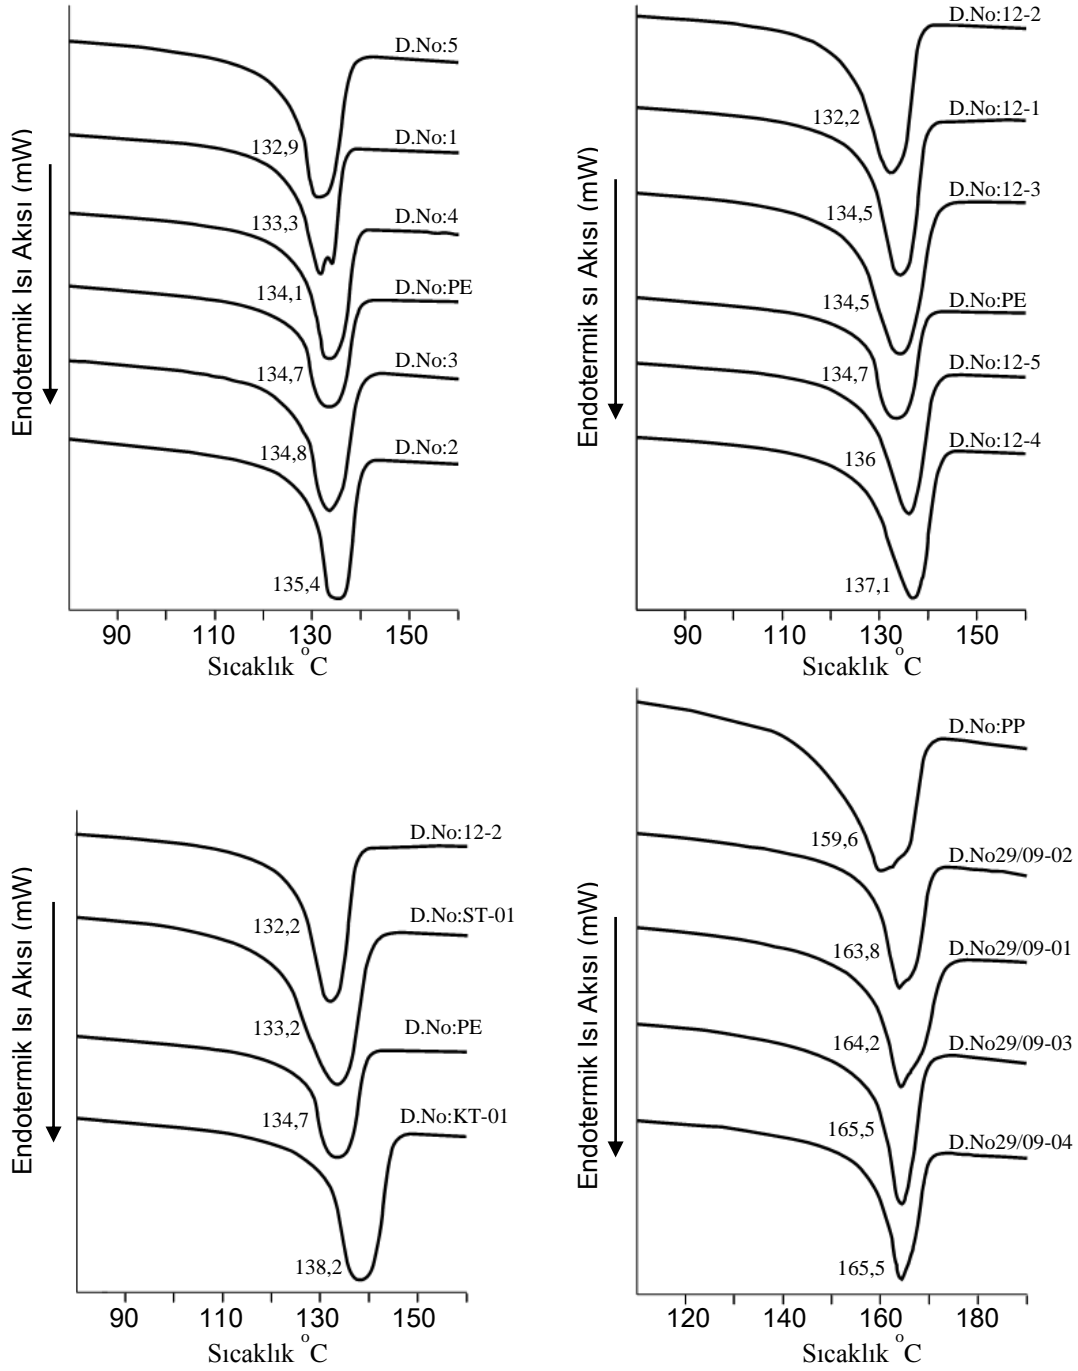 Endotermik Isı Akısı (mW)
D.No:5
132,9
D.No:1
133,3
D.No:4
134,1
D.No:PE
134,7
D.No:3
134,8
D.No:2
135,4
90 110 130 150
Sıcaklık °C
Endotermik sı Akısı (mW)
D.No:12-2
132,2
D.No:12-1
134,5
D.No:12-3
134,5
D.No:PE
134,7
D.No:12-5
136
D.No:12-4
137,1
90 110 130 150
Sıcaklık °C
Endotermik Isı Akısı (mW)
D.No:12-2
132,2
D.No:ST-01
133,2
D.No:PE
134,7
D.No:KT-01
138,2
90 110 130 150
Sıcaklık °C
Endotermik Isı Akısı (mW)
D.No:PP
159,6
D.No29/09-02
163,8
D.No29/09-01
164,2
D.No29/09-03
165,5
D.No29/09-04
165,5
120 140 160 180
Sıcaklık °C